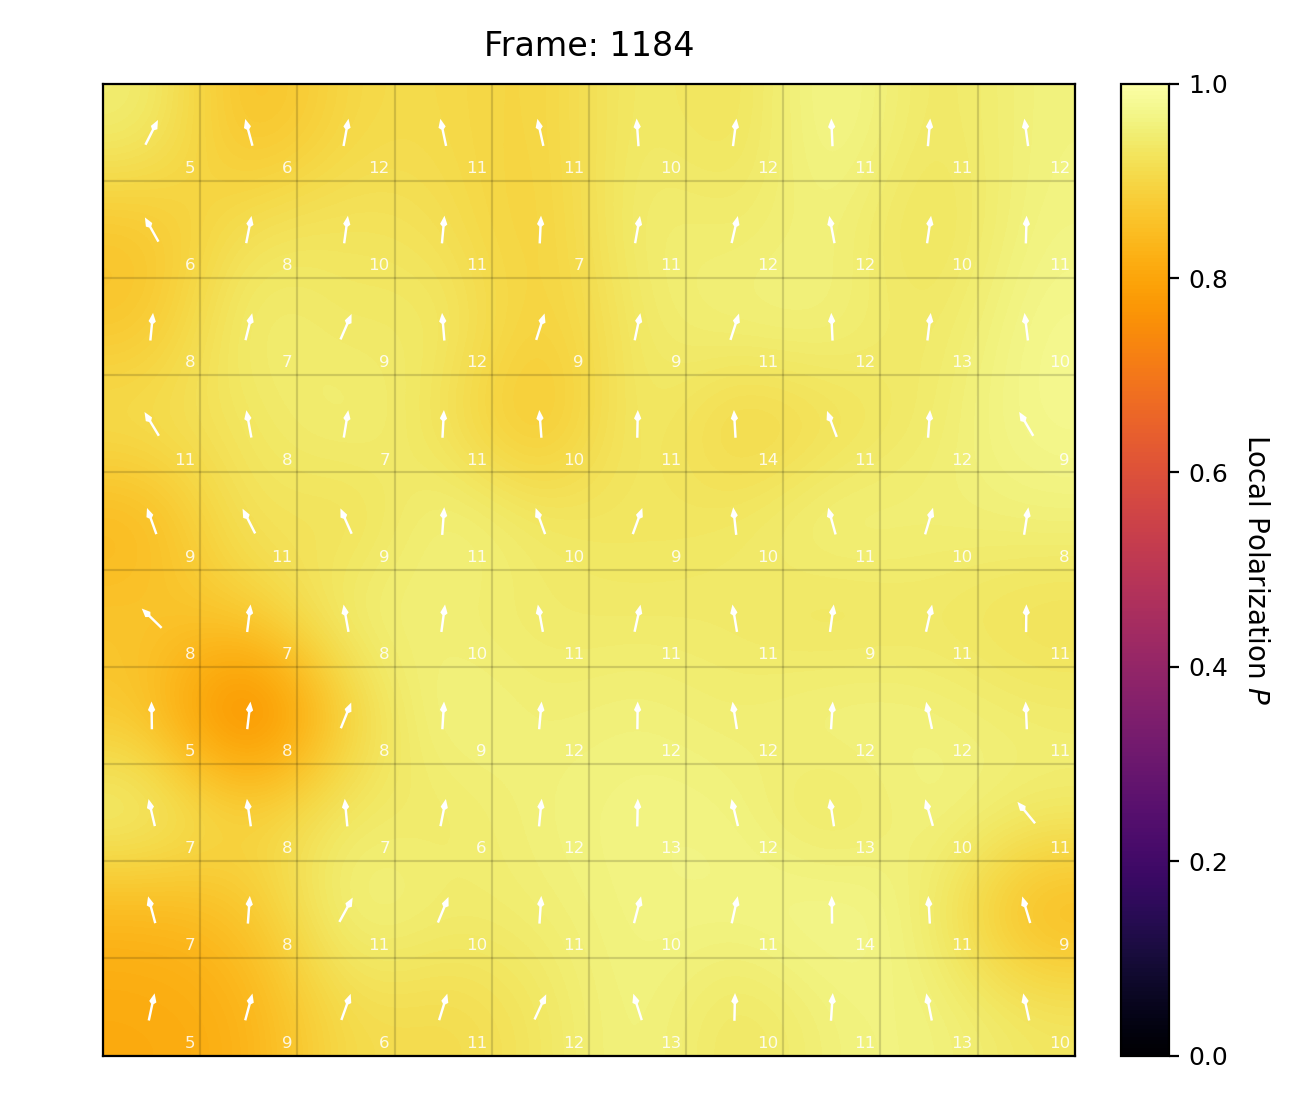 Frame: 1184
5 6 12 11 11 10 12 11 11 12
6 8 10 11 7 11 12 12 10 11
8 7 9 12 9 9 11 12 13 10
11 8 7 11 10 11 14 11 12 9
9 11 9 11 10 9 10 11 10 8
8 7 8 10 11 11 11 9 11 11
5 8 8 9 12 12 12 12 12 11
7 8 7 6 12 13 12 13 10 11
7 8 11 10 11 10 11 14 11 9
5 9 6 11 12 13 10 11 13 10
1.0
0.8
0.6
0.4
0.2
0.0
Local Polarization P